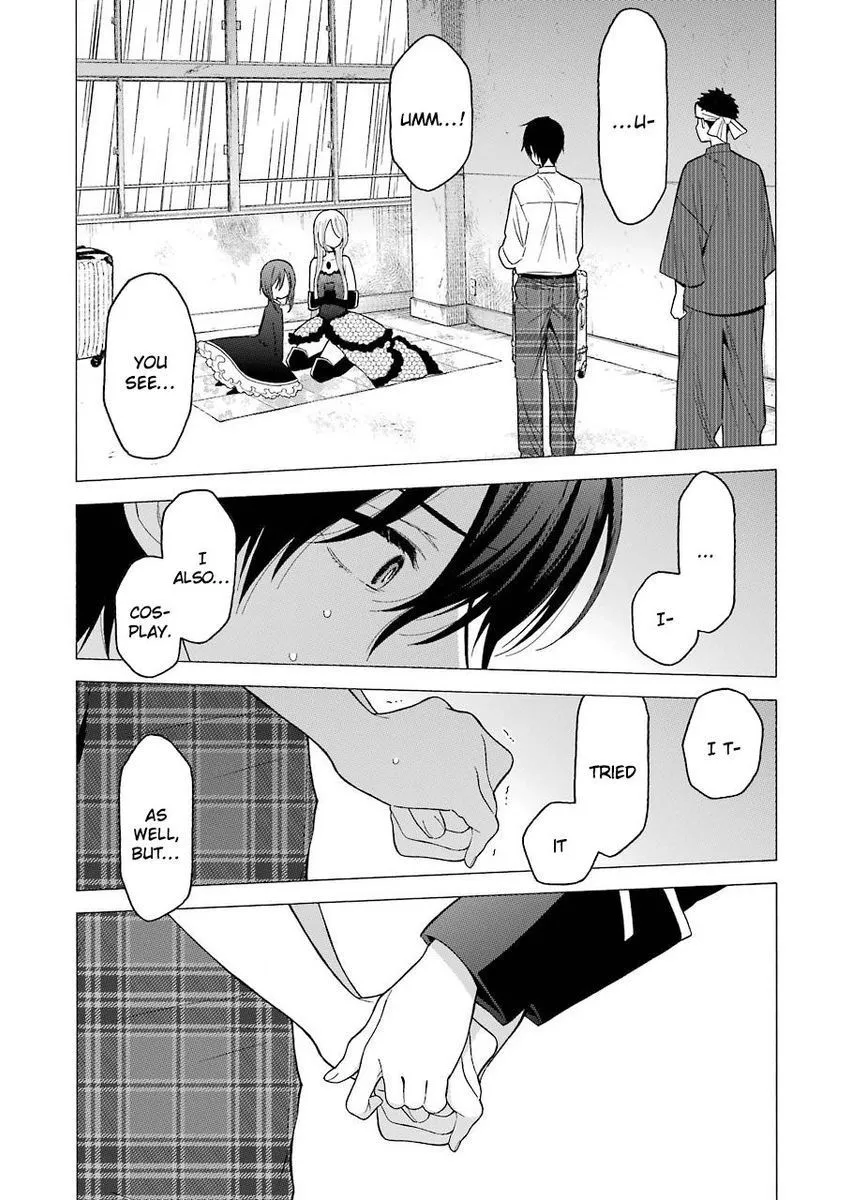 ...U-
UMM...!
YOU
SEE...
...
I-
I
ALSO...
COS-
PLAY.
I T-
TRIED
IT
AS
WELL,
BUT...